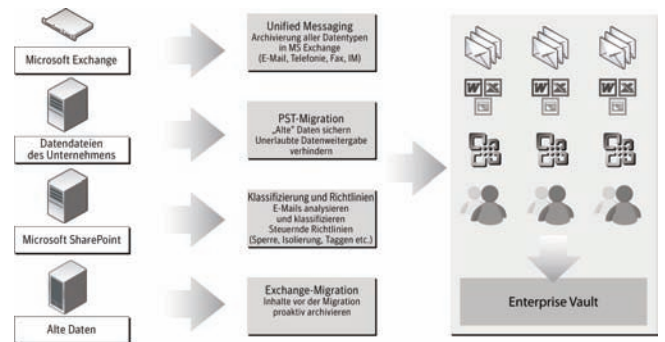 Microsoft Exchange
Unified Messaging
Archivierung aller Datentypen
in MS Exchange
(E-Mail, Telefonie, Fax, IM)
Datendateien
des Unternehmens
PST-Migration
„Alte" Daten sichern
Unerlaubte Datenweitergabe
verhindern
Microsoft SharePoint
Klassifizierung und Richtlinien
E-Mails analysieren
und klassifizieren
Steuernde Richtlinien
(Sperre, Isolierung, Taggen etc.)
Alte Daten
Exchange-Migration
Inhalte vor der Migration
proaktiv archivieren
W X W X W X
Enterprise Vault